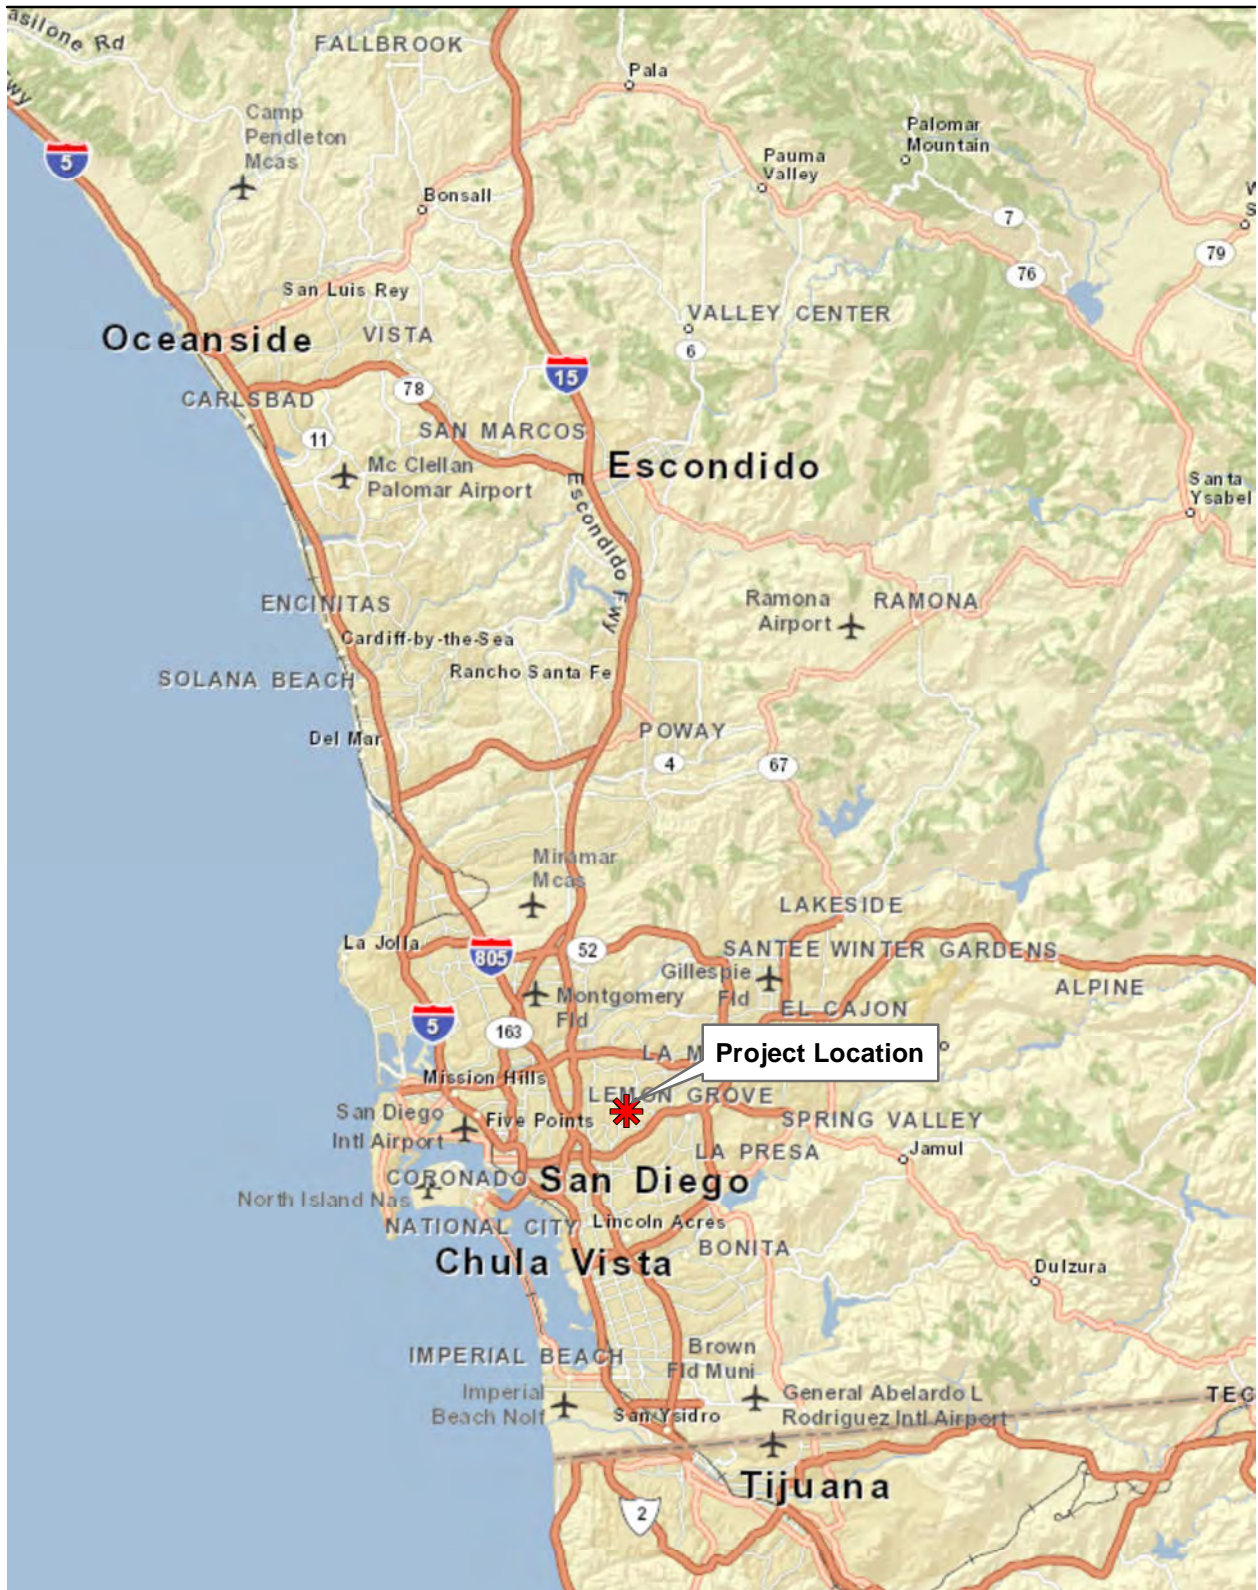 asilone Rd
FALLBROOK
Pala
wy
Camp
Pendleton
Mcas
Palomar
Mountain
5
Pauma
Valley
Bonsall
W
S
7
79
76
San Luis Rey
VALLEY CENTER
Oceanside
VISTA
6
15
78
CARLSBAD
SAN MARCOS
11
Mc Clellan
Palomar Airport
Escondido
Santa
Ysabel
Escondido Fwy
ENCINITAS
Ramona
Airport
RAMONA
Cardiff-by-the-Sea
Rancho Santa Fe
SOLANA BEACH
Del Mar
POWAY
4
67
Miramar
Mcas
LAKESIDE
La Jolla
805
52
SANTEE WINTER GARDENS
Gillespie
Fld
ALPINE
Montgomery
Fld
EL CAJON
5
163
LA M
Project Location
Mission Hills
LEMON GROVE
San Diego
Intl Airport
Five Points
SPRING VALLEY
LA PRESA
Jamul
CORONADO
San Diego
North Island Nas
NATIONAL CITY
Lincoln Acres
BONITA
Chula Vista
Dulzura
IMPERIAL BEACH
Brown
Fld Muni
Imperial
Beach Nolf
General Abelardo L
Rodriguez Intl Airport
TEC
San Ysidro
Tijuana
2